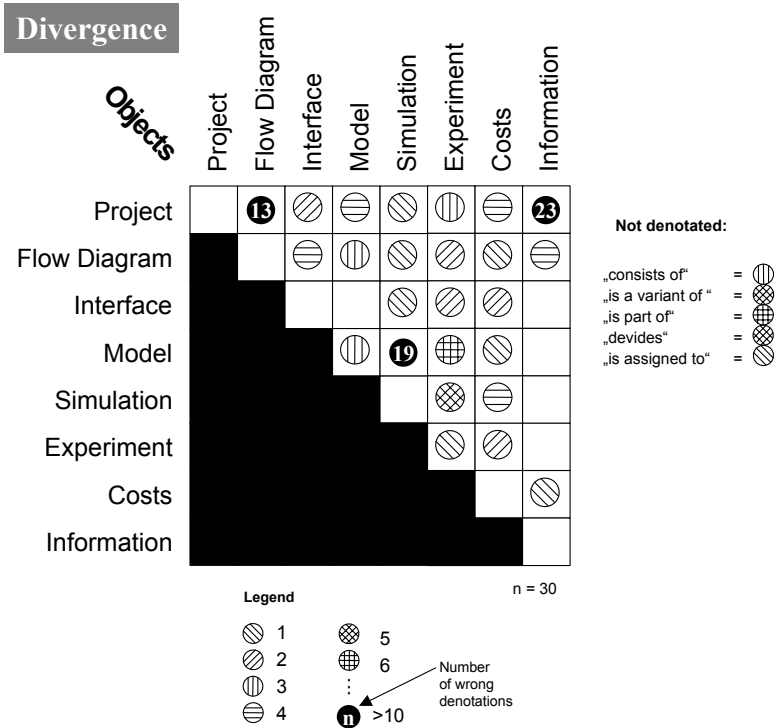 Divergence
Objects
Project
Flow Diagram
Interface
Model
Simulation
Experiment
Costs
Information
Project 13 23
Flow Diagram
Interface
Model 19
Simulation
Experiment
Costs
Information
n = 30
Not denotated:
„consists of“ =
„is a variant of “ =
„is part of“ =
„devides“ =
„is assigned to“ =
Legend
1
2
3
4
5
6
⋮
n >10
Number
of wrong
denotations